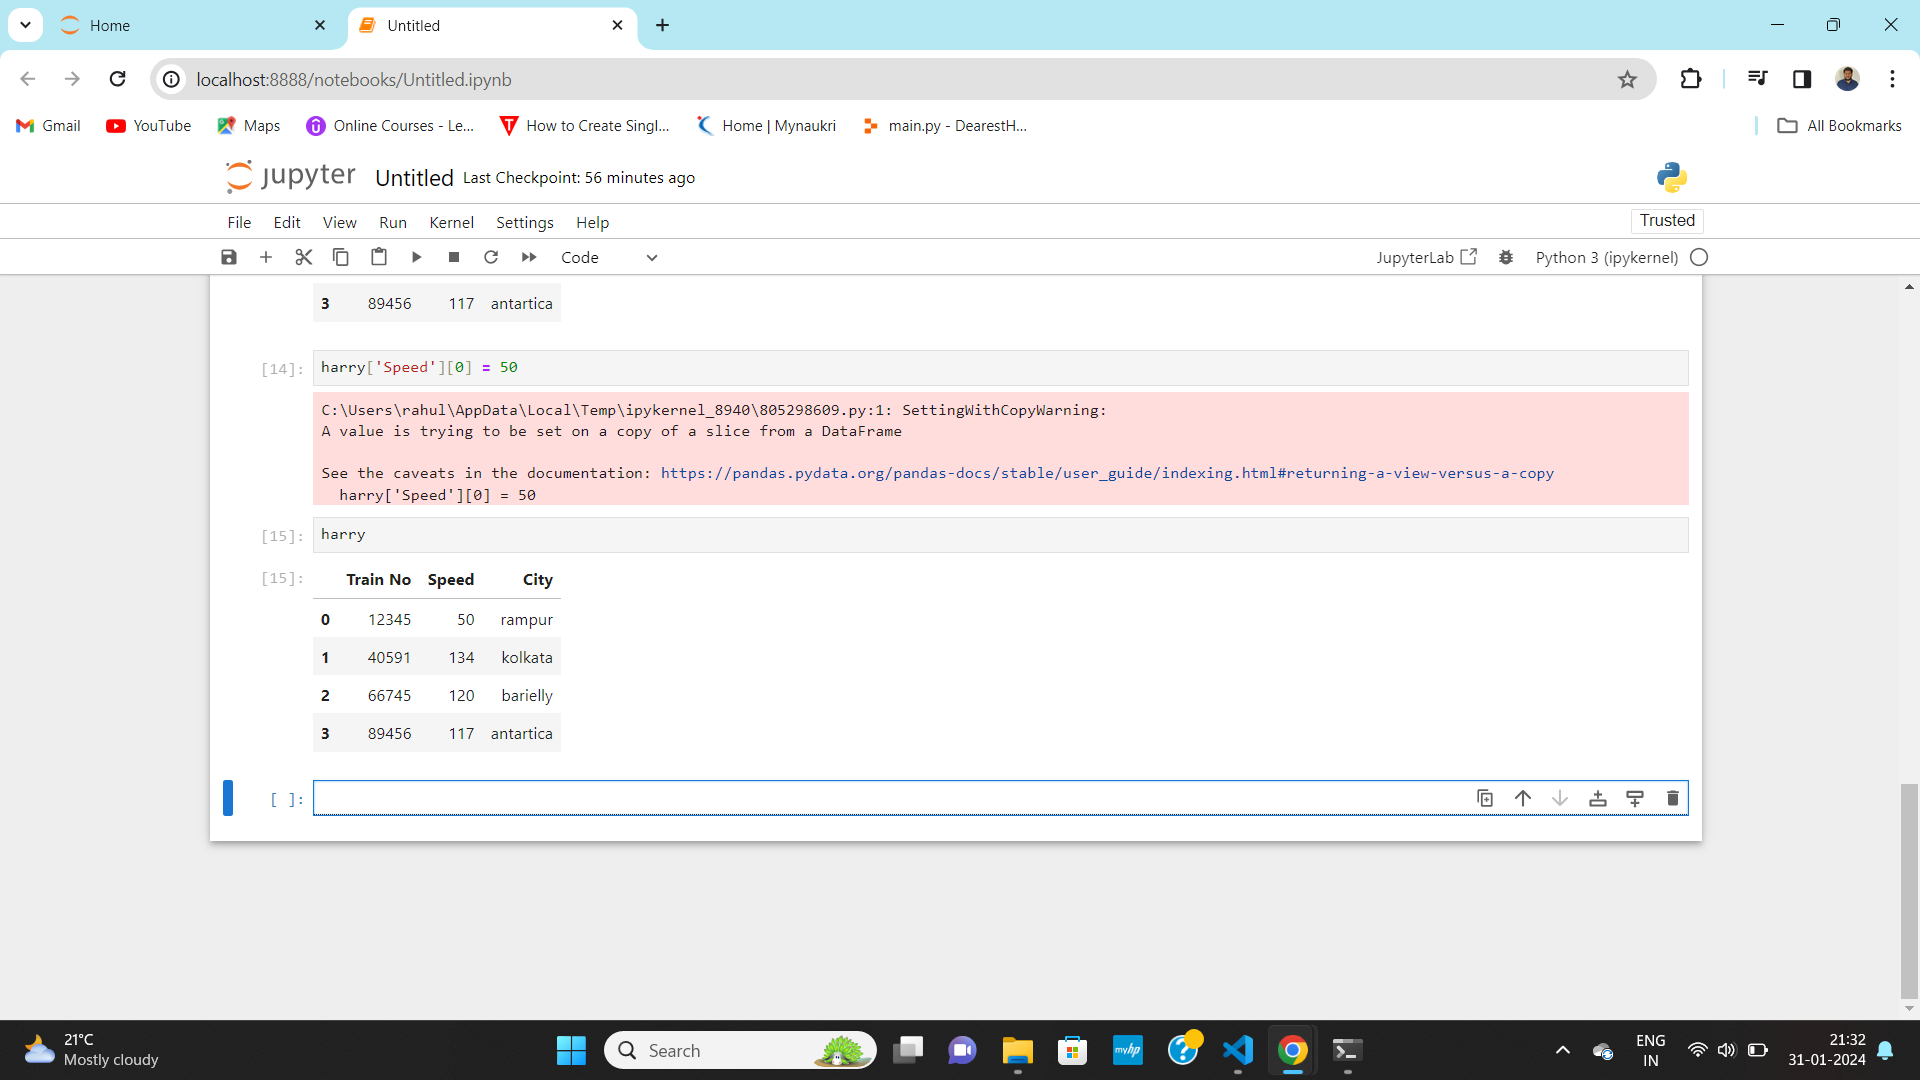 Home
Untitled
localhost:8888/notebooks/Untitled.ipynb
Gmail
YouTube
Maps
Online Courses - Le...
How to Create Singl...
Home | Mynaukri
main.py - DearestH...
All Bookmarks
jupyter
Untitled
Last Checkpoint: 56 minutes ago
File
Edit
View
Run
Kernel
Settings
Help
Trusted
Code
JupyterLab
Python 3 (ipykernel)
3 89456 117 antartica
[14]: harry['Speed'][0] = 50
C:\Users\rahul\AppData\Local\Temp\ipykernel_8940\805298609.py:1: SettingWithCopyWarning:
A value is trying to be set on a copy of a slice from a DataFrame
See the caveats in the documentation: https://pandas.pydata.org/pandas-docs/stable/user_guide/indexing.html#returning-a-view-versus-a-copy
harry['Speed'][0] = 50
[15]: harry
[15]: Train No Speed City
0 12345 50 rampur
1 40591 134 kolkata
2 66745 120 barielly
3 89456 117 antartica
[ ]:
21°C
Mostly cloudy
Search
myhp
ENG
IN
21:32
31-01-2024